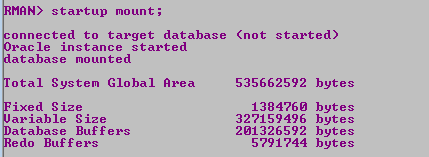 RMAN> startup mount;
connected to target database (not started)
Oracle instance started
database mounted
Total System Global Area 535662592 bytes
Fixed Size 1384760 bytes
Variable Size 327159496 bytes
Database Buffers 201326592 bytes
Redo Buffers 5791744 bytes